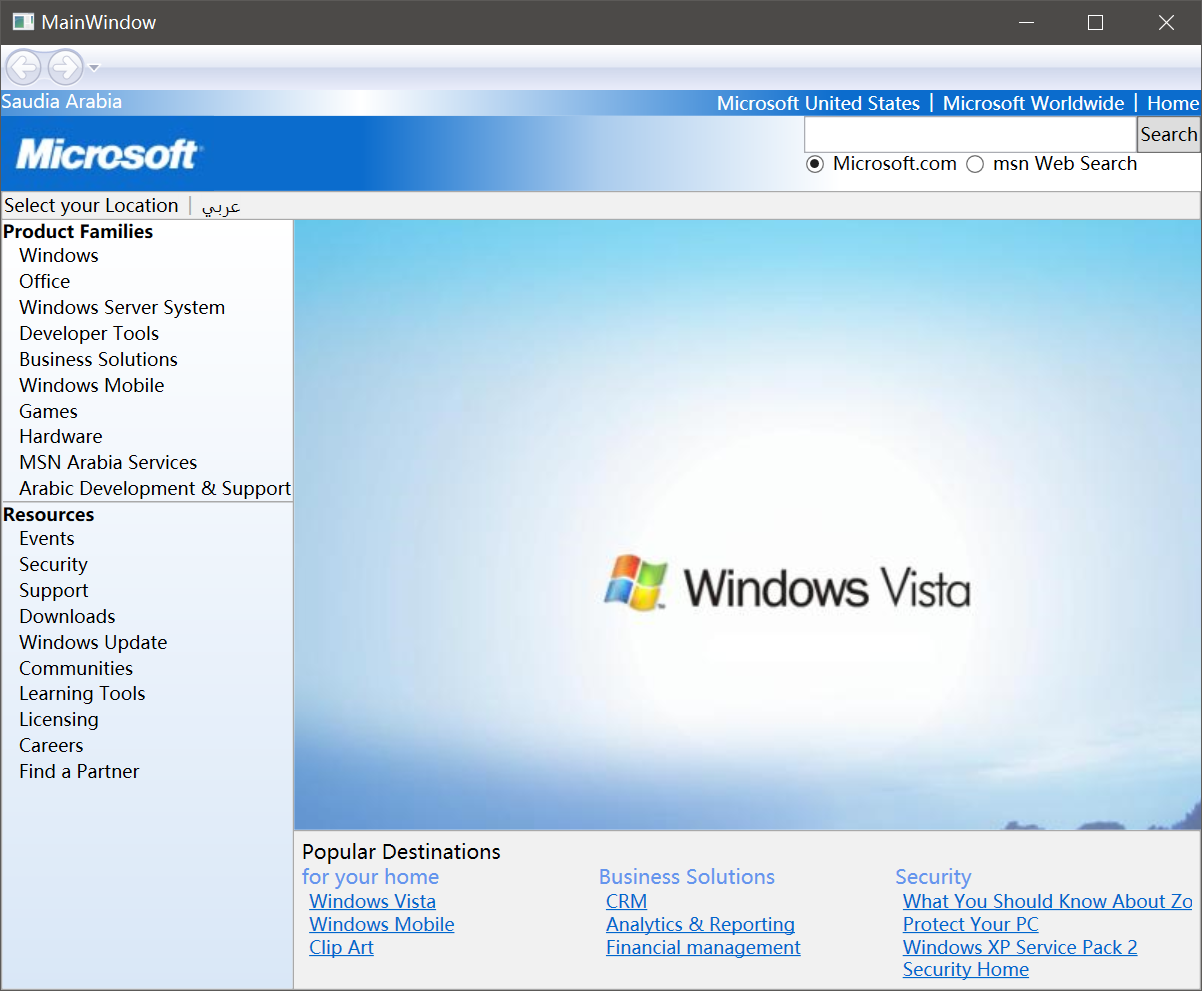 MainWindow
Saudia Arabia
Microsoft United States | Microsoft Worldwide | Home
Microsoft
Search
Microsoft.com msn Web Search
Select your Location | عربي
Product Families
Windows
Office
Windows Server System
Developer Tools
Business Solutions
Windows Mobile
Games
Hardware
MSN Arabia Services
Arabic Development & Support
Resources
Events
Security
Support
Downloads
Windows Update
Communities
Learning Tools
Licensing
Careers
Find a Partner
Windows Vista
Popular Destinations
for your home
Windows Vista
Windows Mobile
Clip Art
Business Solutions
CRM
Analytics & Reporting
Financial management
Security
What You Should Know About Zo
Protect Your PC
Windows XP Service Pack 2
Security Home